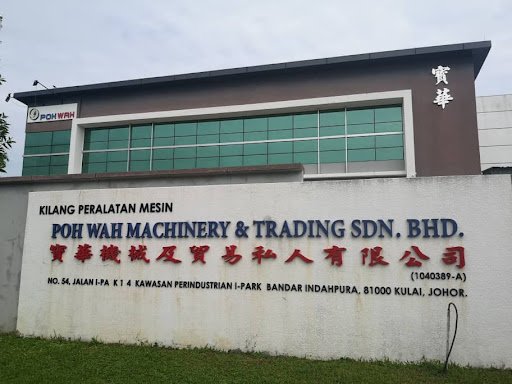 POH WAH
寶華
KILANG PERALATAN MESIN
POH WAH MACHINERY & TRADING SDN. BHD.
寶華機械及貿易私人有限公司
(1040389-A)
NO. 54, JALAN I-PA K 1 4 KAWASAN PERINDUSTRIAN I-PARK BANDAR INDAHPURA, 81000 KULAI, JOHOR.